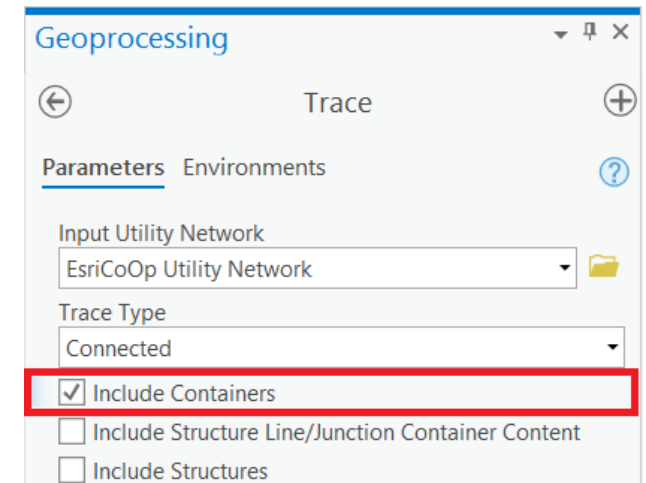 Geoprocessing
Trace
Parameters Environments
Input Utility Network
EsriCoOp Utility Network
Trace Type
Connected
Include Containers
Include Structure Line/Junction Container Content
Include Structures